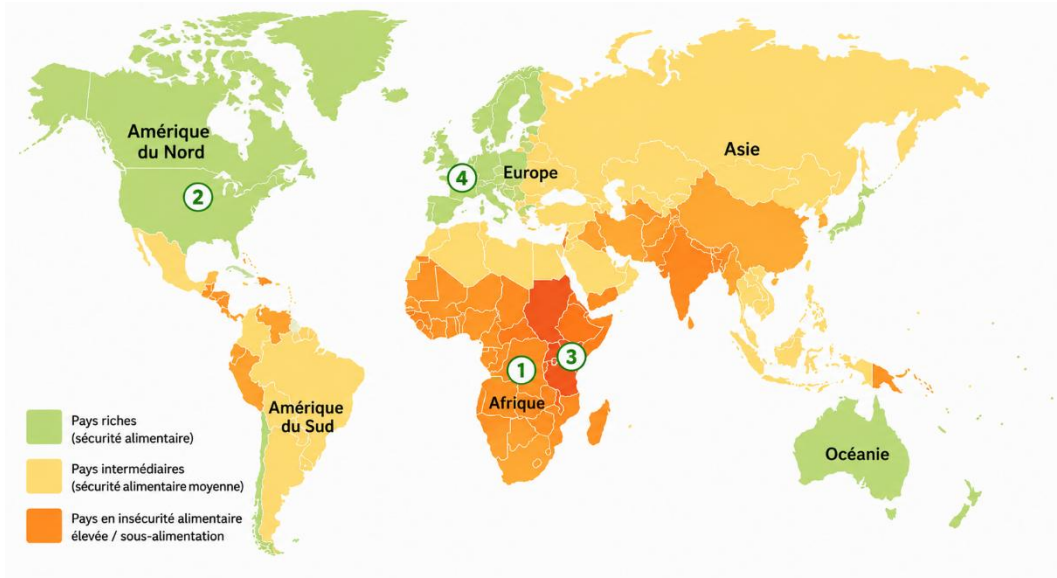 Amérique
du Nord
2
4
Europe
Asie
3
1
Afrique
Amérique
du Sud
Océanie
Pays riches
(sécurité alimentaire)
Pays intermédiaires
(sécurité alimentaire moyenne)
Pays en insécurité alimentaire
élevée / sous-alimentation